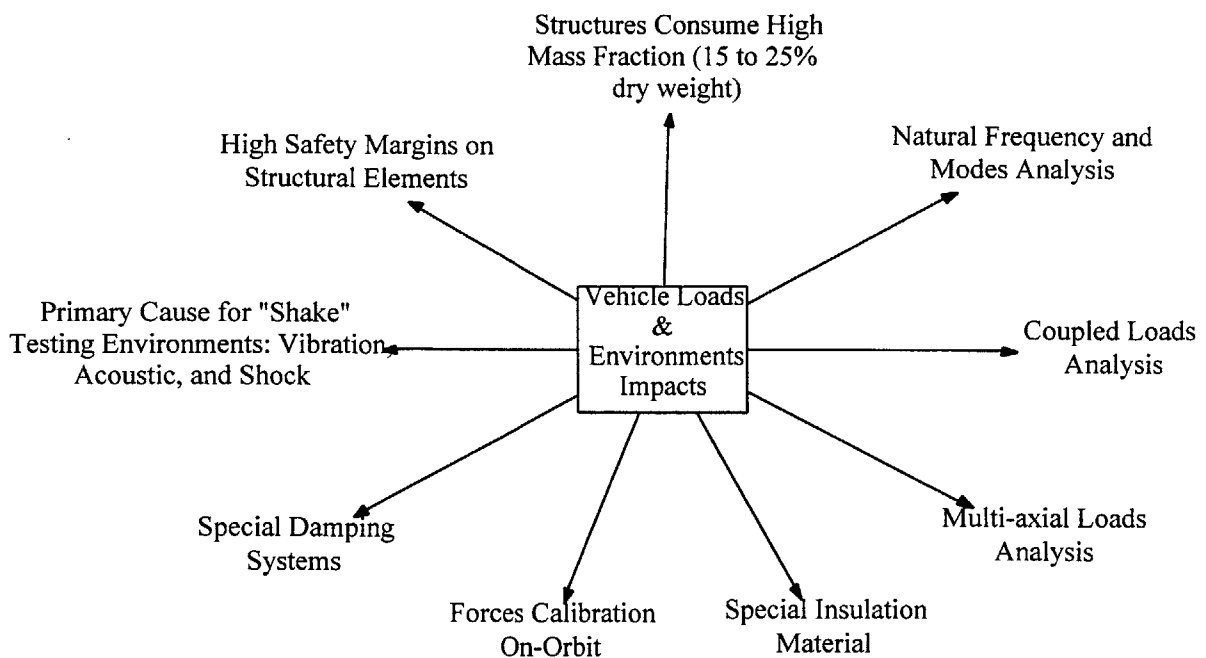 Structures Consume High
Mass Fraction (15 to 25%
dry weight)
High Safety Margins on
Structural Elements
Natural Frequency and
Modes Analysis
Primary Cause for "Shake"
Testing Environments: Vibration,
Acoustic, and Shock
Vehicle Loads
&
Environments
Impacts
Coupled Loads
Analysis
Special Damping
Systems
Multi-axial Loads
Analysis
Forces Calibration
On-Orbit
Special Insulation
Material